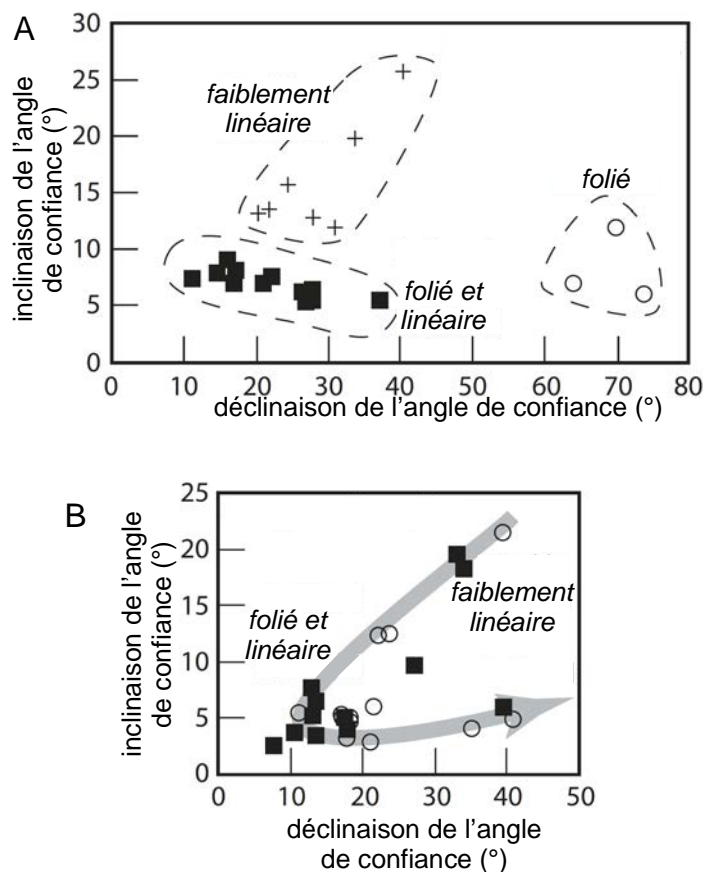 A
30
25
20
15
10
5
0
inclinaison de l'angle
de confiance (°)
faiblement
linéaire
folié
folié et
linéaire
0 10 20 30 40 50 60 70 80
déclinaison de l'angle de confiance (°)
B
25
20
15
10
5
0
inclinaison de l'angle
de confiance (°)
folié et
linéaire
faiblement
linéaire
0 10 20 30 40 50
déclinaison de l'angle
de confiance (°)